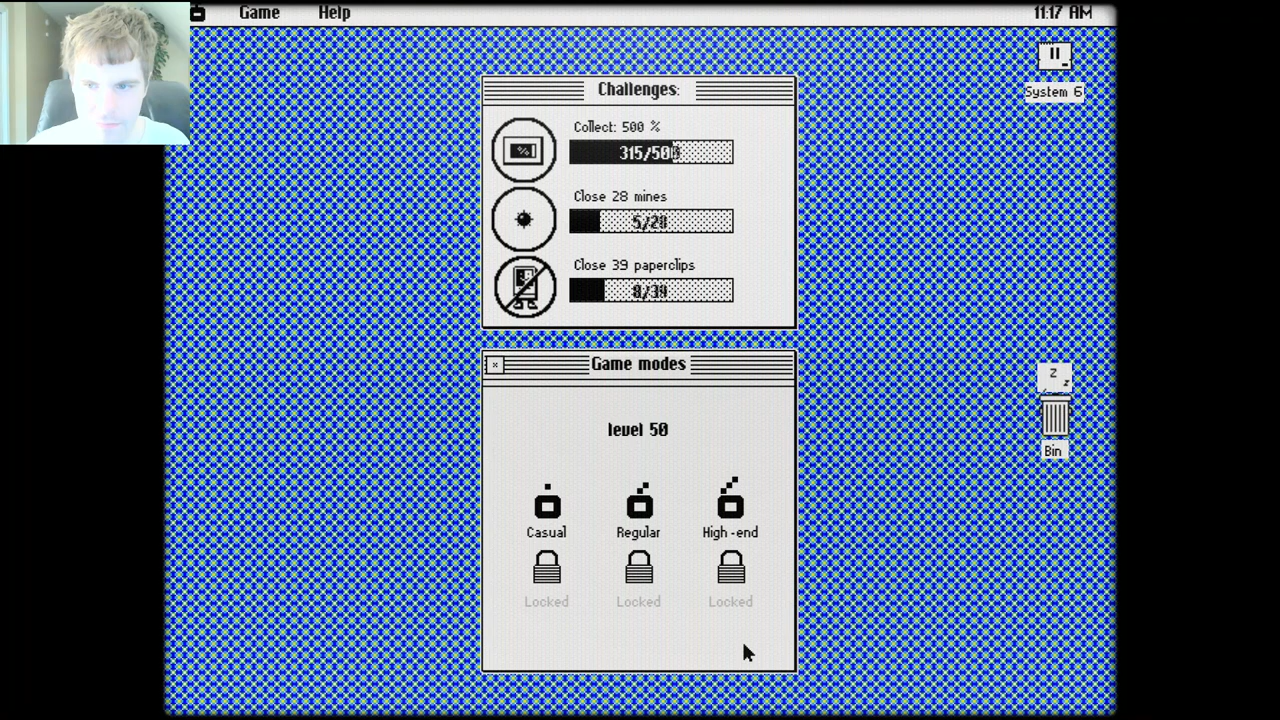 Game Help 11:17 AM
System 6
Challenges:
Collect: 500 %
315/500
Close 28 mines
5/28
Close 39 paperclips
8/39
Game modes
level 50
Casual Regular High-end
Locked Locked Locked
Z z
Bin